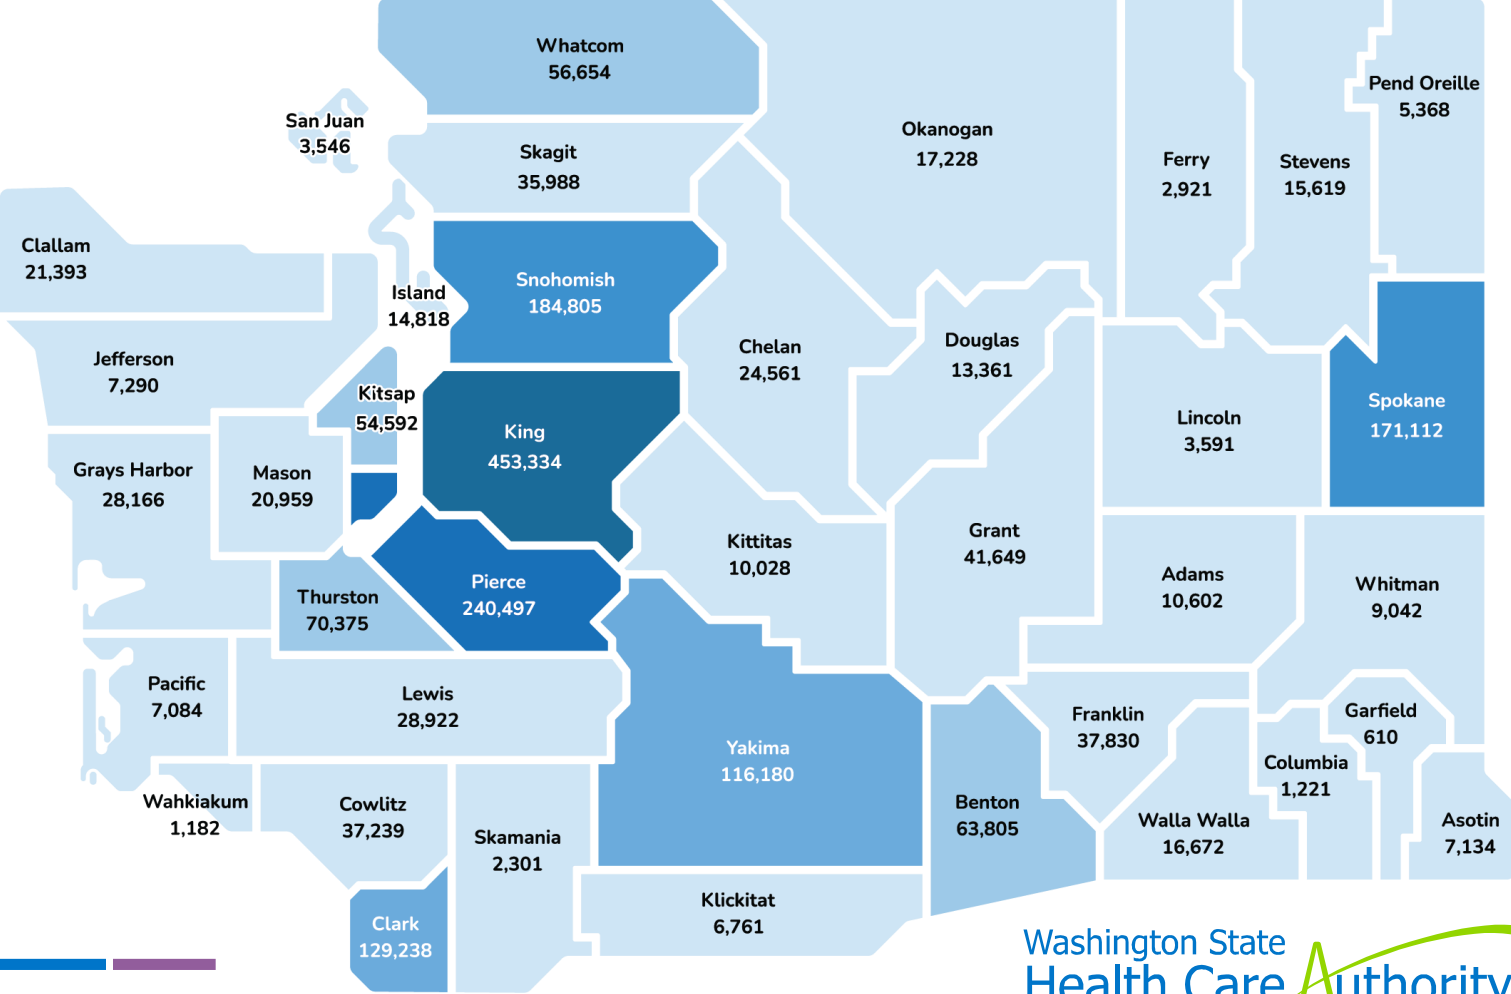 Whatcom
56,654
San Juan
3,546
Skagit
35,988
Okanogan
17,228
Ferry
2,921
Stevens
15,619
Pend Oreille
5,368
Clallam
21,393
Island
14,818
Snohomish
184,805
Jefferson
7,290
Kitsap
54,592
Chelan
24,561
Douglas
13,361
Lincoln
3,591
Spokane
171,112
Grays Harbor
28,166
Mason
20,959
King
453,334
Kittitas
10,028
Grant
41,649
Adams
10,602
Whitman
9,042
Thurston
70,375
Pierce
240,497
Pacific
7,084
Lewis
28,922
Yakima
116,180
Franklin
37,830
Garfield
610
Columbia
1,221
Wahkiakum
1,182
Cowlitz
37,239
Skamania
2,301
Benton
63,805
Walla Walla
16,672
Asotin
7,134
Clark
129,238
Klickitat
6,761
Washington State
Health Care Authority